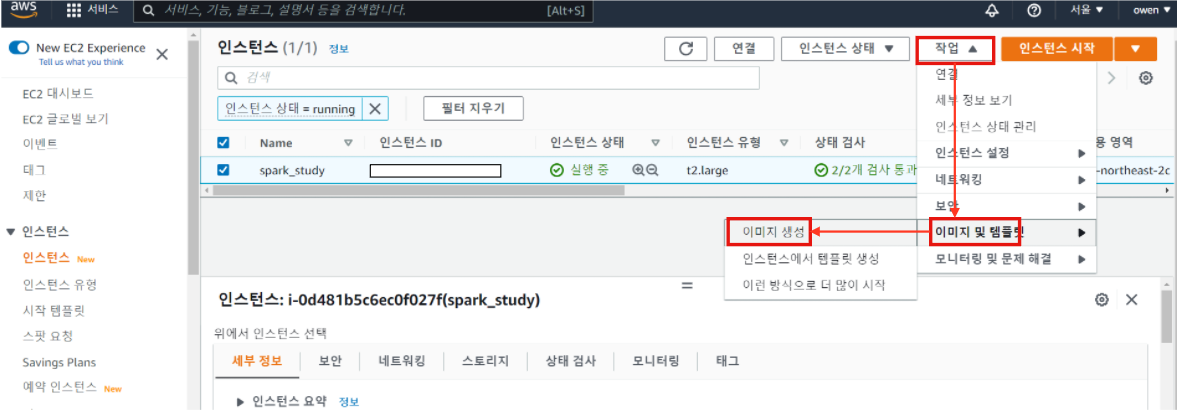 aws 서비스 서비스, 기능, 블로그, 설명서 등을 검색합니다. [Alt+S] 서울 ▼ owen ▼
New EC2 Experience
Tell us what you think
EC2 대시보드
EC2 글로벌 보기
이벤트
태그
제한
▼ 인스턴스
인스턴스 New
인스턴스 유형
시작 템플릿
스팟 요청
Savings Plans
예약 인스턴스 New
인스턴스 (1/1) 정보
연결 인스턴스 상태 ▼ 작업 ▲ 인스턴스 시작 ▼
검색
인스턴스 상태 = running 필터 지우기
Name 인스턴스 ID 인스턴스 상태 인스턴스 유형 상태 검사 용 영역
spark_study 실행 중 t2.large 2/2개 검사 통과 -northeast-2c
연결
세부 정보 보기
인스턴스 상태 관리
인스턴스 설정
네트워킹
보안
이미지 및 템플릿
모니터링 및 문제 해결
이미지 생성
인스턴스에서 템플릿 생성
이런 방식으로 더 많이 시작
인스턴스: i-0d481b5c6ec0f027f(spark_study)
위에서 인스턴스 선택
세부 정보 보안 네트워킹 스토리지 상태 검사 모니터링 태그
▶ 인스턴스 요약 정보